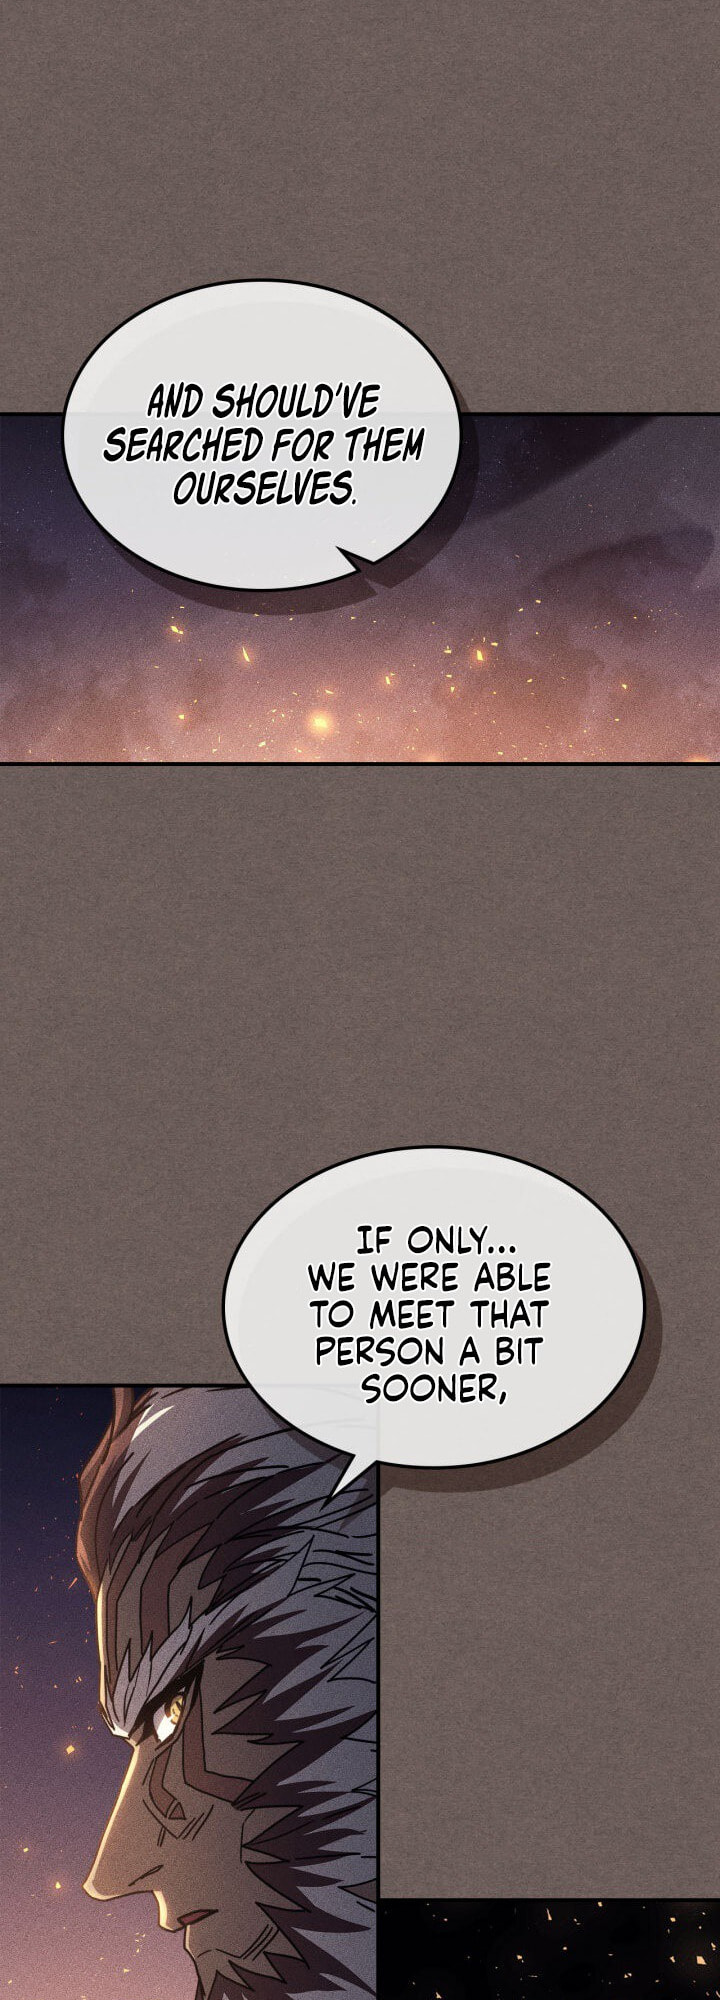 AND SHOULD'VE
SEARCHED FOR THEM
OURSELVES.
IF ONLY...
WE WERE ABLE
TO MEET THAT
PERSON A BIT
SOONER,